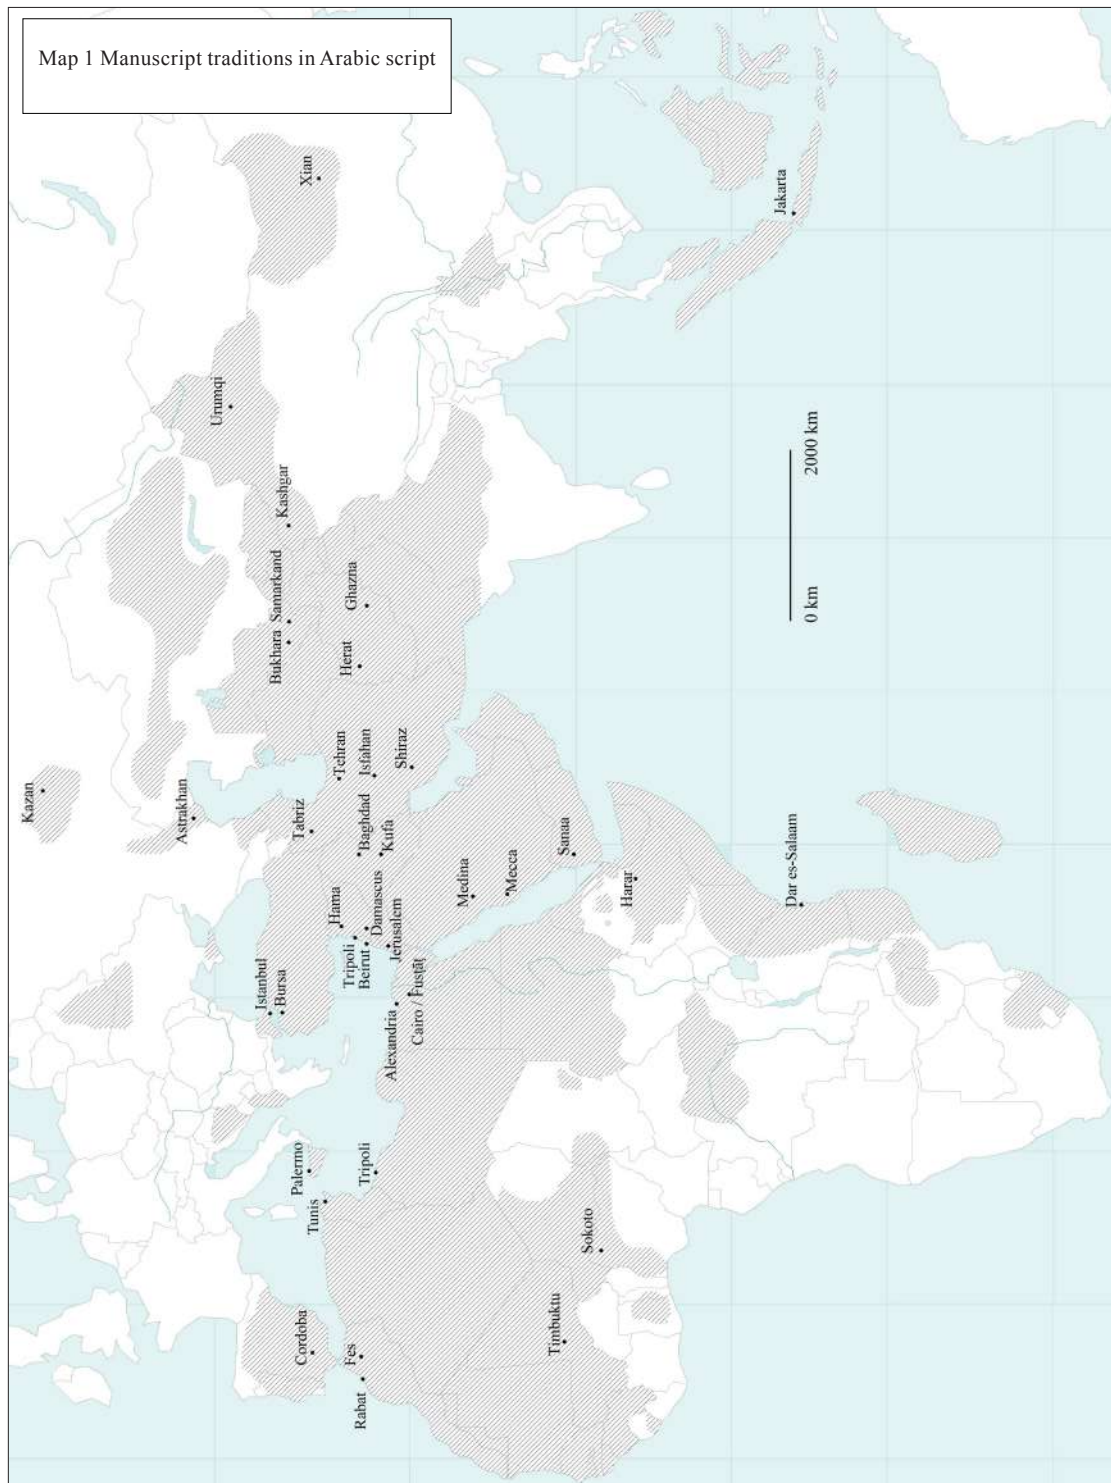 Map 1 Manuscript traditions in Arabic script
Kazan
Astrakhan
Urumqi
Xian
Istanbul
Bursa
Tabriz
Tehran
Bukhara
Samarkand
Kashgar
Palermo
Tunis
Cordoba
Hama
Tripoli
Beirut
Damascus
Jerusalem
Baghdad
Kufa
Isfahan
Shiraz
Herat
Ghazna
Fes
Rabat
Tripoli
Alexandria
Cairo / Fusṭāṭ
Medina
Mecca
Sanaa
Timbuktu
Sokoto
Harar
Dar es-Salaam
Jakarta
0 km
2000 km